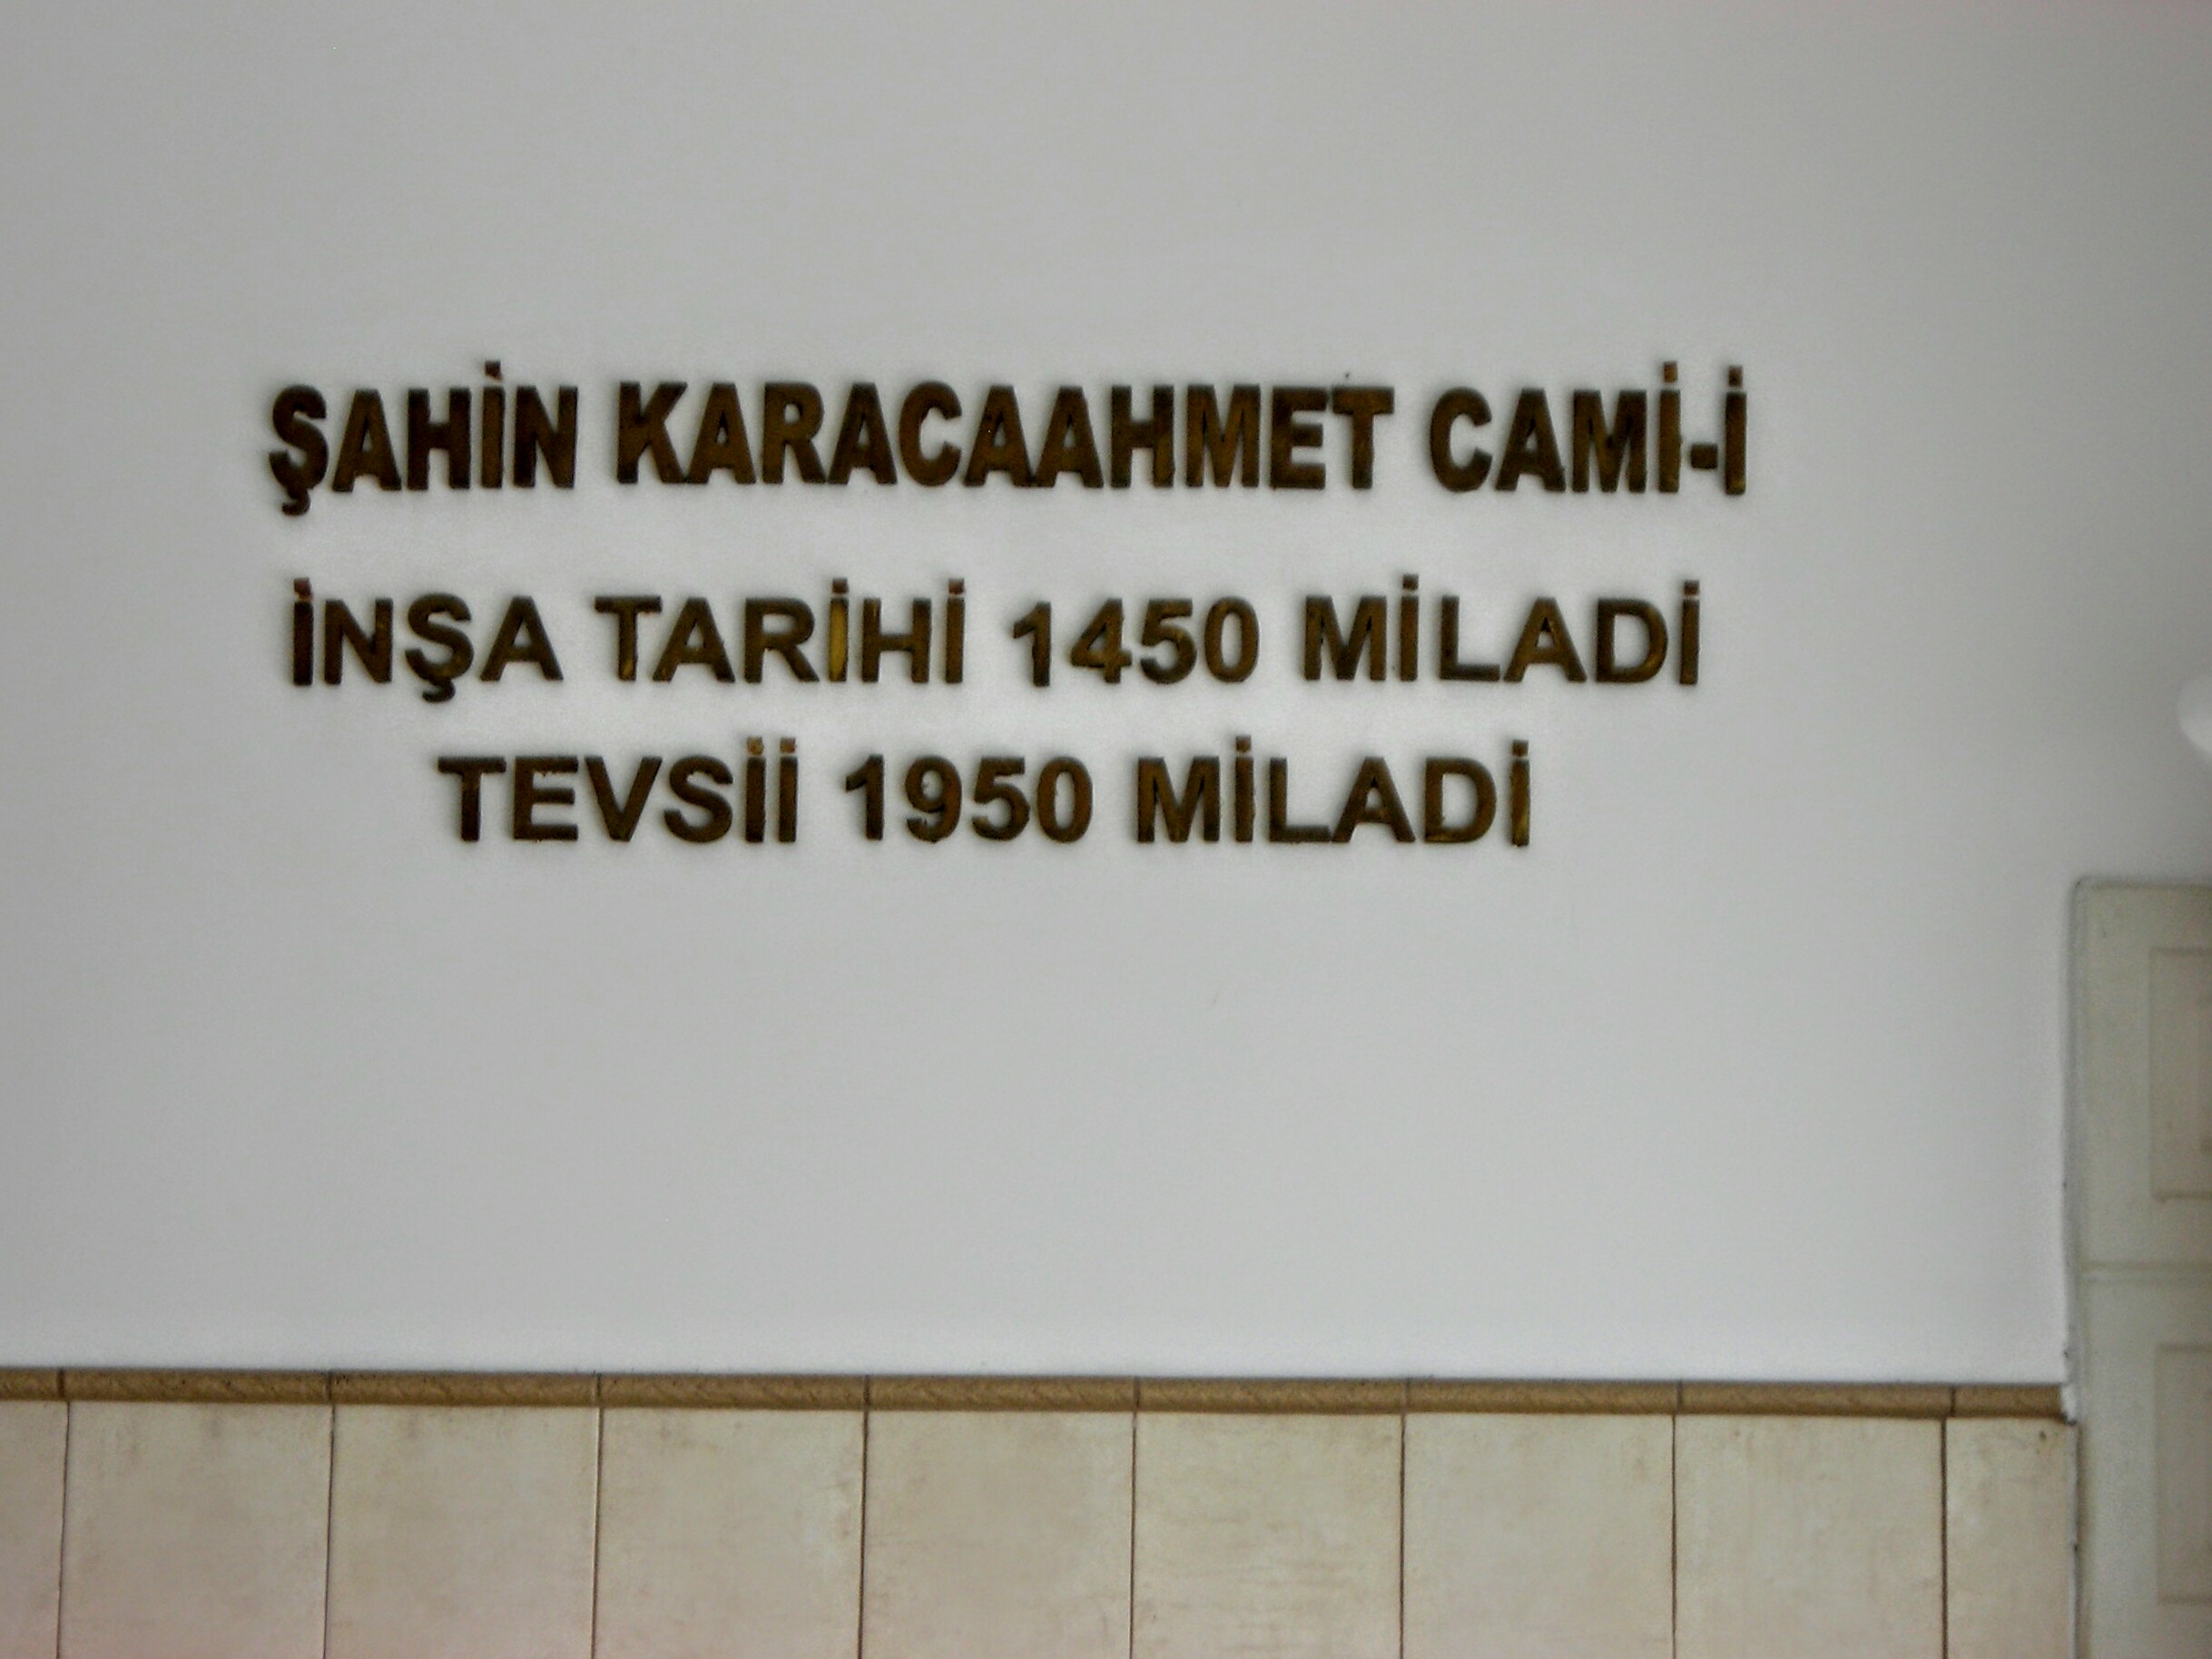 ŞAHİN KARACAAHMET CAMİ-İ
İNŞA TARİHİ 1450 MİLADİ
TEVSİİ 1950 MİLADİ